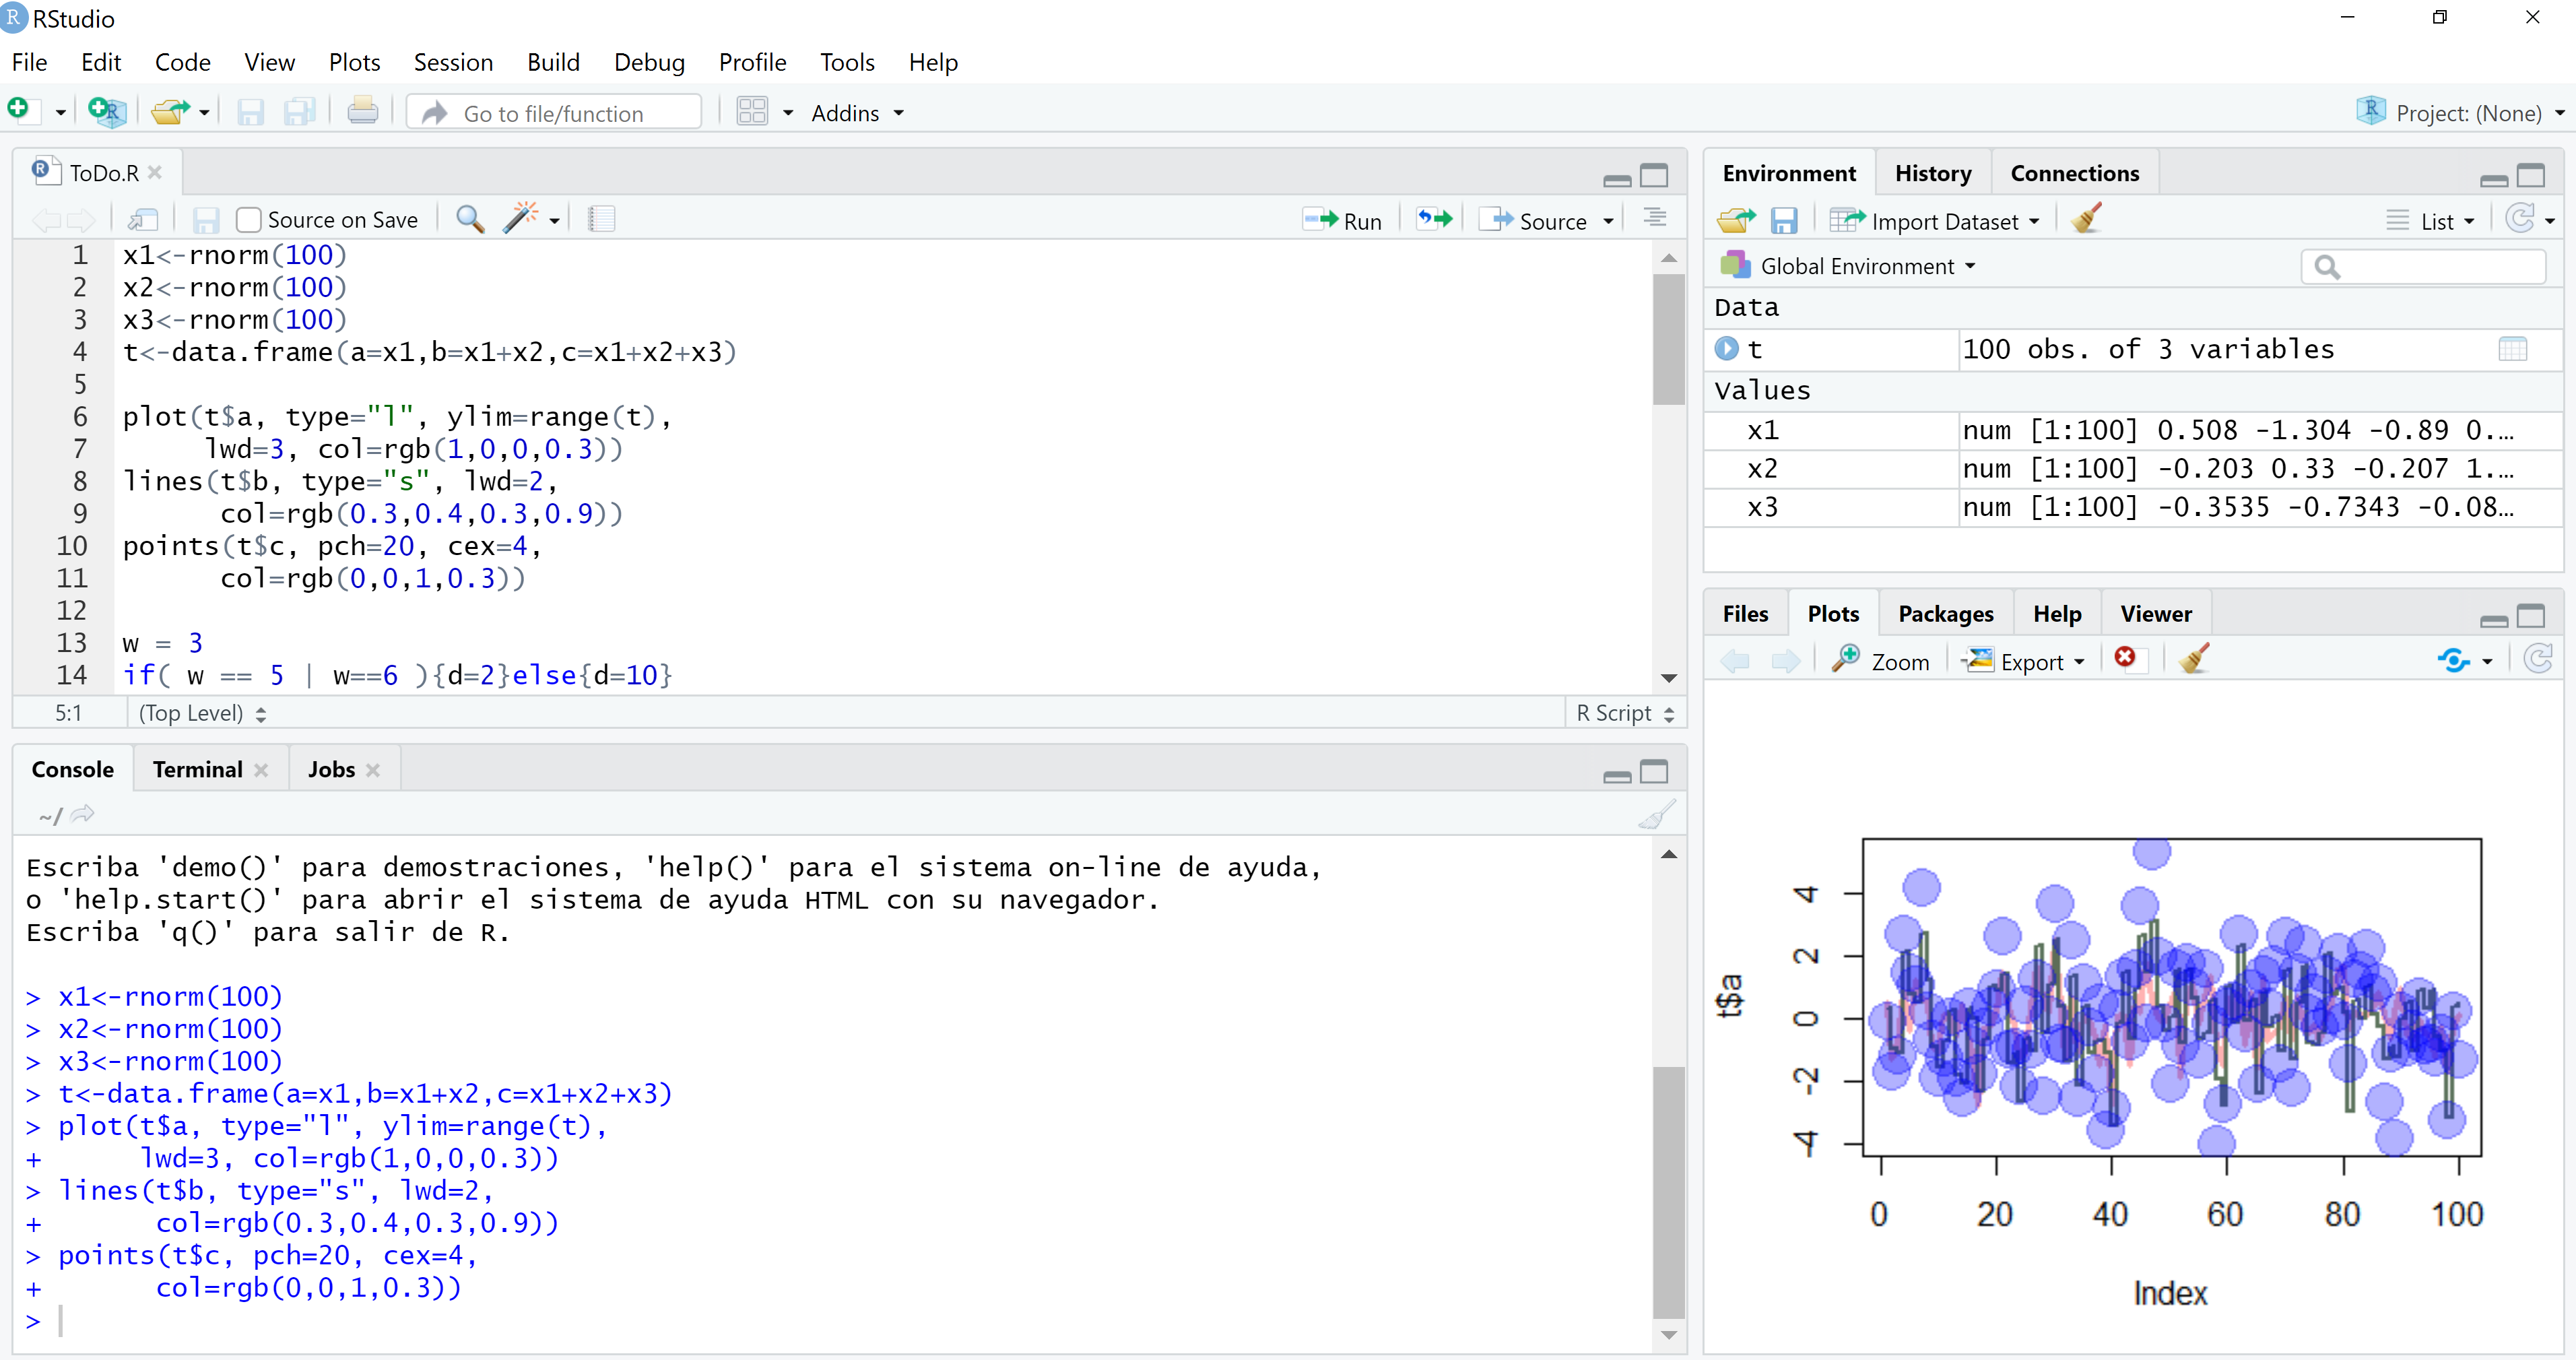 RStudio
File Edit Code View Plots Session Build Debug Profile Tools Help
Go to file/function Addins Project: (None)
ToDo.R
Source on Save Run Source
1 x1<-rnorm(100)
2 x2<-rnorm(100)
3 x3<-rnorm(100)
4 t<-data.frame(a=x1,b=x1+x2,c=x1+x2+x3)
5
6 plot(t$a, type="l", ylim=range(t),
7 lwd=3, col=rgb(1,0,0,0.3))
8 lines(t$b, type="s", lwd=2,
9 col=rgb(0.3,0.4,0.3,0.9))
10 points(t$c, pch=20, cex=4,
11 col=rgb(0,0,1,0.3))
12
13 w = 3
14 if( w == 5 | w==6 ){d=2}else{d=10}
5:1 (Top Level) R Script
Console Terminal Jobs
~/
Escriba 'demo()' para demostraciones, 'help()' para el sistema on-line de ayuda,
o 'help.start()' para abrir el sistema de ayuda HTML con su navegador.
Escriba 'q()' para salir de R.
> x1<-rnorm(100)
> x2<-rnorm(100)
> x3<-rnorm(100)
> t<-data.frame(a=x1,b=x1+x2,c=x1+x2+x3)
> plot(t$a, type="l", ylim=range(t),
+ lwd=3, col=rgb(1,0,0,0.3))
> lines(t$b, type="s", lwd=2,
+ col=rgb(0.3,0.4,0.3,0.9))
> points(t$c, pch=20, cex=4,
+ col=rgb(0,0,1,0.3))
>
Environment History Connections
Import Dataset List
Global Environment
Data
t 100 obs. of 3 variables
Values
x1 num [1:100] 0.508 -1.304 -0.89 0....
x2 num [1:100] -0.203 0.33 -0.207 1....
x3 num [1:100] -0.3535 -0.7343 -0.08...
Files Plots Packages Help Viewer
Zoom Export
t$a
4
2
0
-2
-4
0 20 40 60 80 100
Index